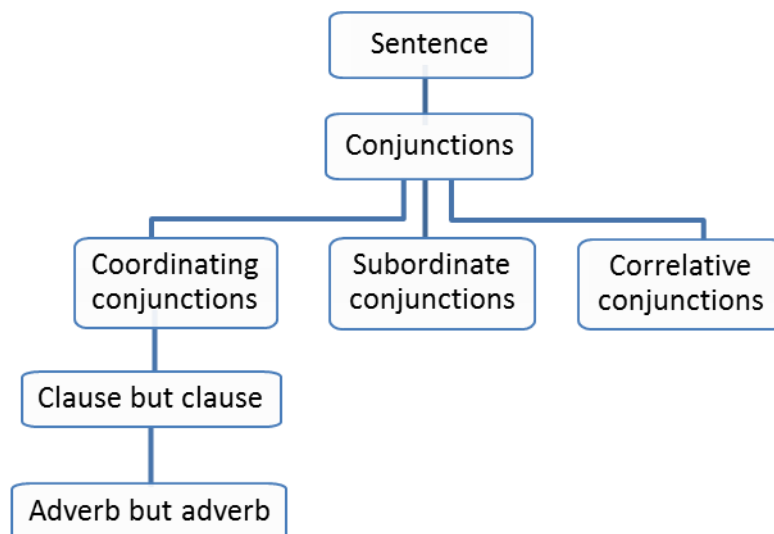 Sentence
Conjunctions
Coordinating
conjunctions
Subordinate
conjunctions
Correlative
conjunctions
Clause but clause
Adverb but adverb